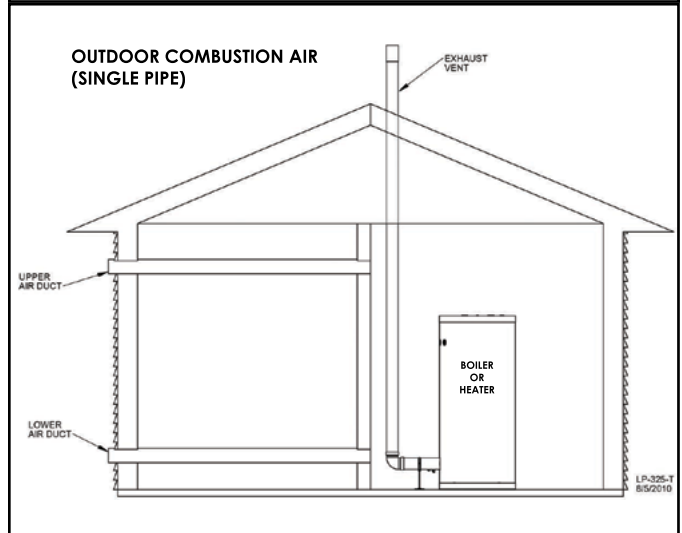 OUTDOOR COMBUSTION AIR
(SINGLE PIPE)
EXHAUST
VENT
UPPER
AIR DUCT
BOILER
OR
HEATER
LOWER
AIR DUCT
LP-325-T
8/5/2010